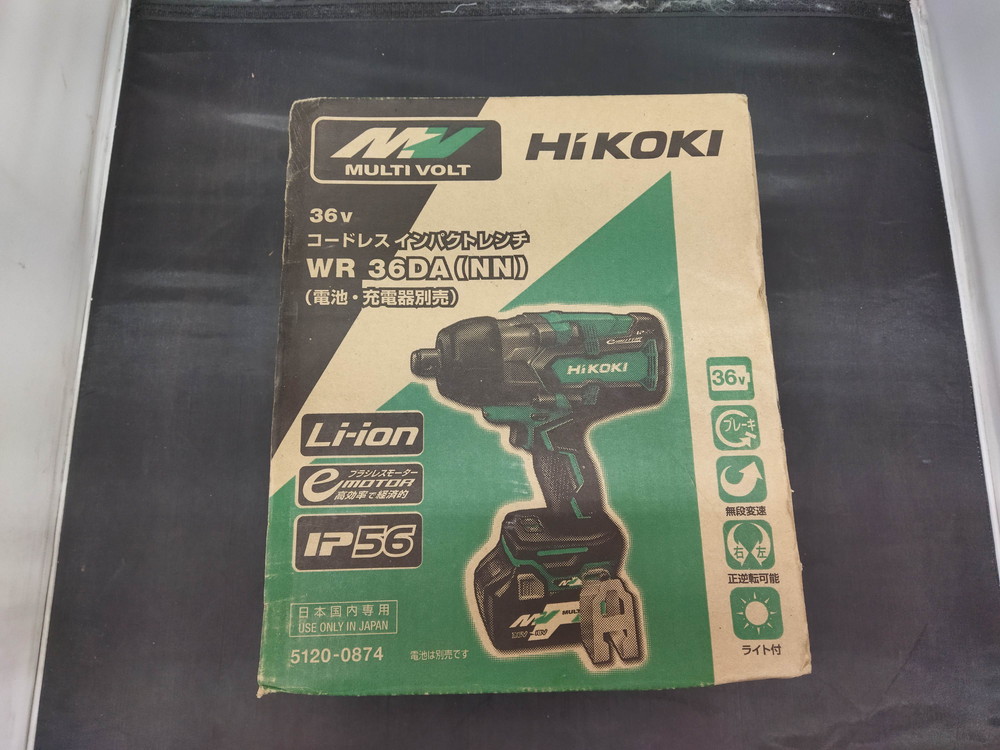 MV
MULTI VOLT
HiKOKI
36v
コードレスインパクトレンチ
WR 36DA(NN)
(電池・充電器別売)
HiKOKI
Li-ion
ブラシレスモーター
e MOTOR
高効率で経済的
IP56
日本国内専用
USE ONLY IN JAPAN
5120-0874
電池は別売です
36v
ブレーキ
無段変速
右 左
正逆転可能
ライト付
MV